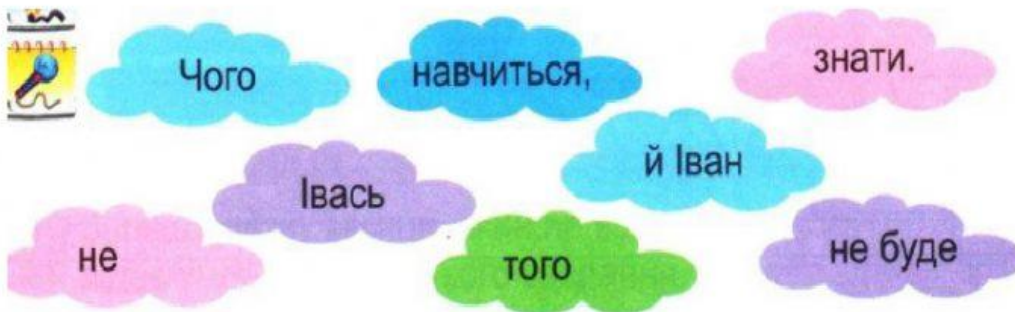 Чого навчиться, знати.
Івась й Іван
не того не буде